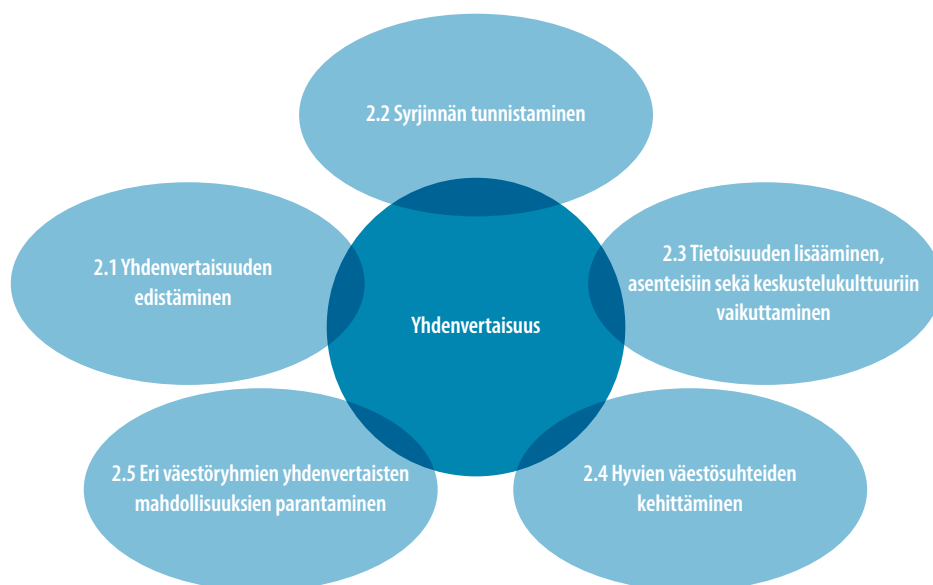 2.2 Syrjinnän tunnistaminen
2.1 Yhdenvertaisuuden
edistäminen
2.3 Tietoisuuden lisääminen,
asenteisiin sekä keskustelukulttuuriin
vaikuttaminen
Yhdenvertaisuus
2.5 Eri väestöryhmien yhdenvertaisten
mahdollisuuksien parantaminen
2.4 Hyvien väestösuhteiden
kehittäminen